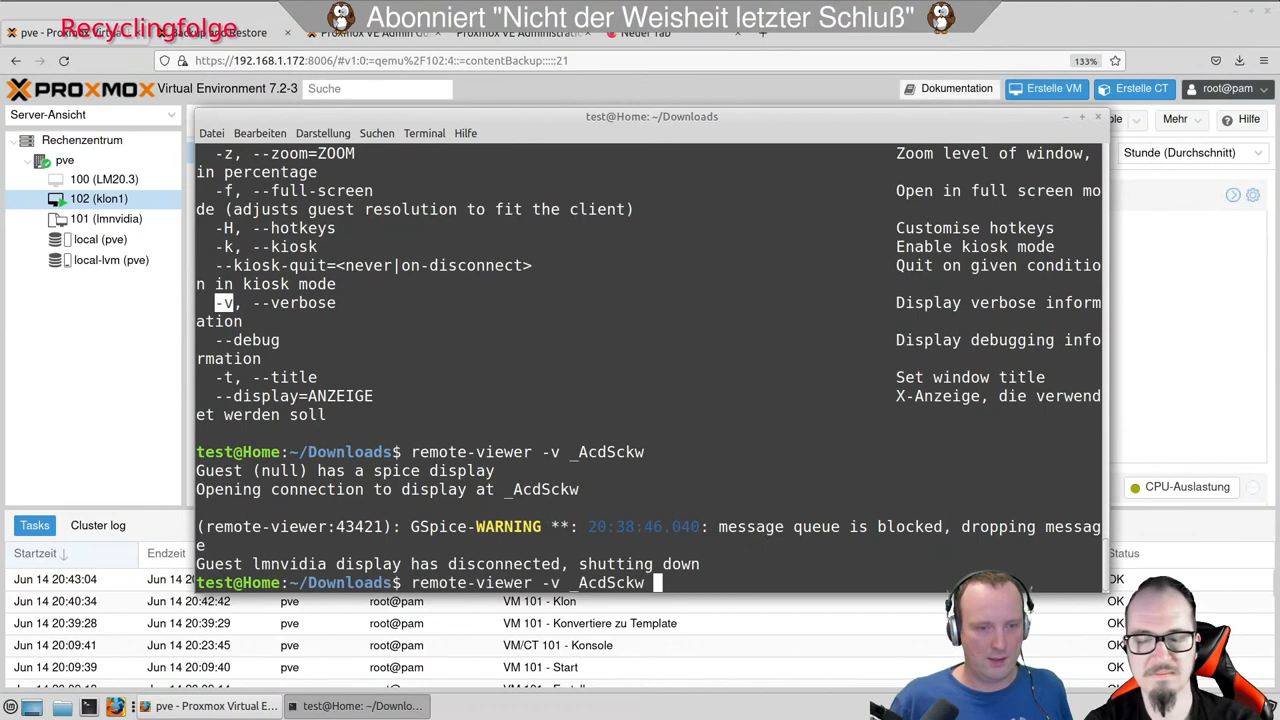 Abonniert "Nicht der Weisheit letzter Schluß"
Recyclingfolge
Neuer Tab
https://192.168.1.172:8006/#v1:0:=qemu%2F102:4::=contentBackup:::::21
133%
PROXMOX Virtual Environment 7.2-3
Suche
Dokumentation
Erstelle VM
Erstelle CT
root@pam
Server-Ansicht
Mehr
Hilfe
Stunde (Durchschnitt)
Rechenzentrum
pve
100 (LM20.3)
102 (klon1)
101 (lmnvidia)
local (pve)
local-lvm (pve)
CPU-Auslastung
test@Home: ~/Downloads
Datei Bearbeiten Darstellung Suchen Terminal Hilfe
-z, --zoom=ZOOM Zoom level of window,
in percentage
-f, --full-screen Open in full screen mo
de (adjusts guest resolution to fit the client)
-H, --hotkeys Customise hotkeys
-k, --kiosk Enable kiosk mode
--kiosk-quit=<never|on-disconnect> Quit on given conditio
n in kiosk mode
-v, --verbose Display verbose inform
ation
--debug Display debugging info
rmation
-t, --title Set window title
--display=ANZEIGE X-Anzeige, die verwend
et werden soll
test@Home:~/Downloads$ remote-viewer -v _AcdSckw
Guest (null) has a spice display
Opening connection to display at _AcdSckw
(remote-viewer:43421): GSpice-WARNING **: 20:38:46.040: message queue is blocked, dropping messag
e
Guest lmnvidia display has disconnected, shutting down
test@Home:~/Downloads$ remote-viewer -v _AcdSckw
Tasks Cluster log
Startzeit Endzeit Status
Jun 14 20:43:04 OK
Jun 14 20:40:34 Jun 14 20:42:42 pve root@pam VM 101 - Klon OK
Jun 14 20:39:28 Jun 14 20:39:28 pve root@pam VM 101 - Konvertiere zu Template OK
Jun 14 20:09:41 Jun 14 20:23:45 pve root@pam VM/CT 101 - Konsole OK
Jun 14 20:09:39 Jun 14 20:09:40 pve root@pam VM 101 - Start OK
pve - Proxmox Virtual E...
test@Home: ~/Downlo...